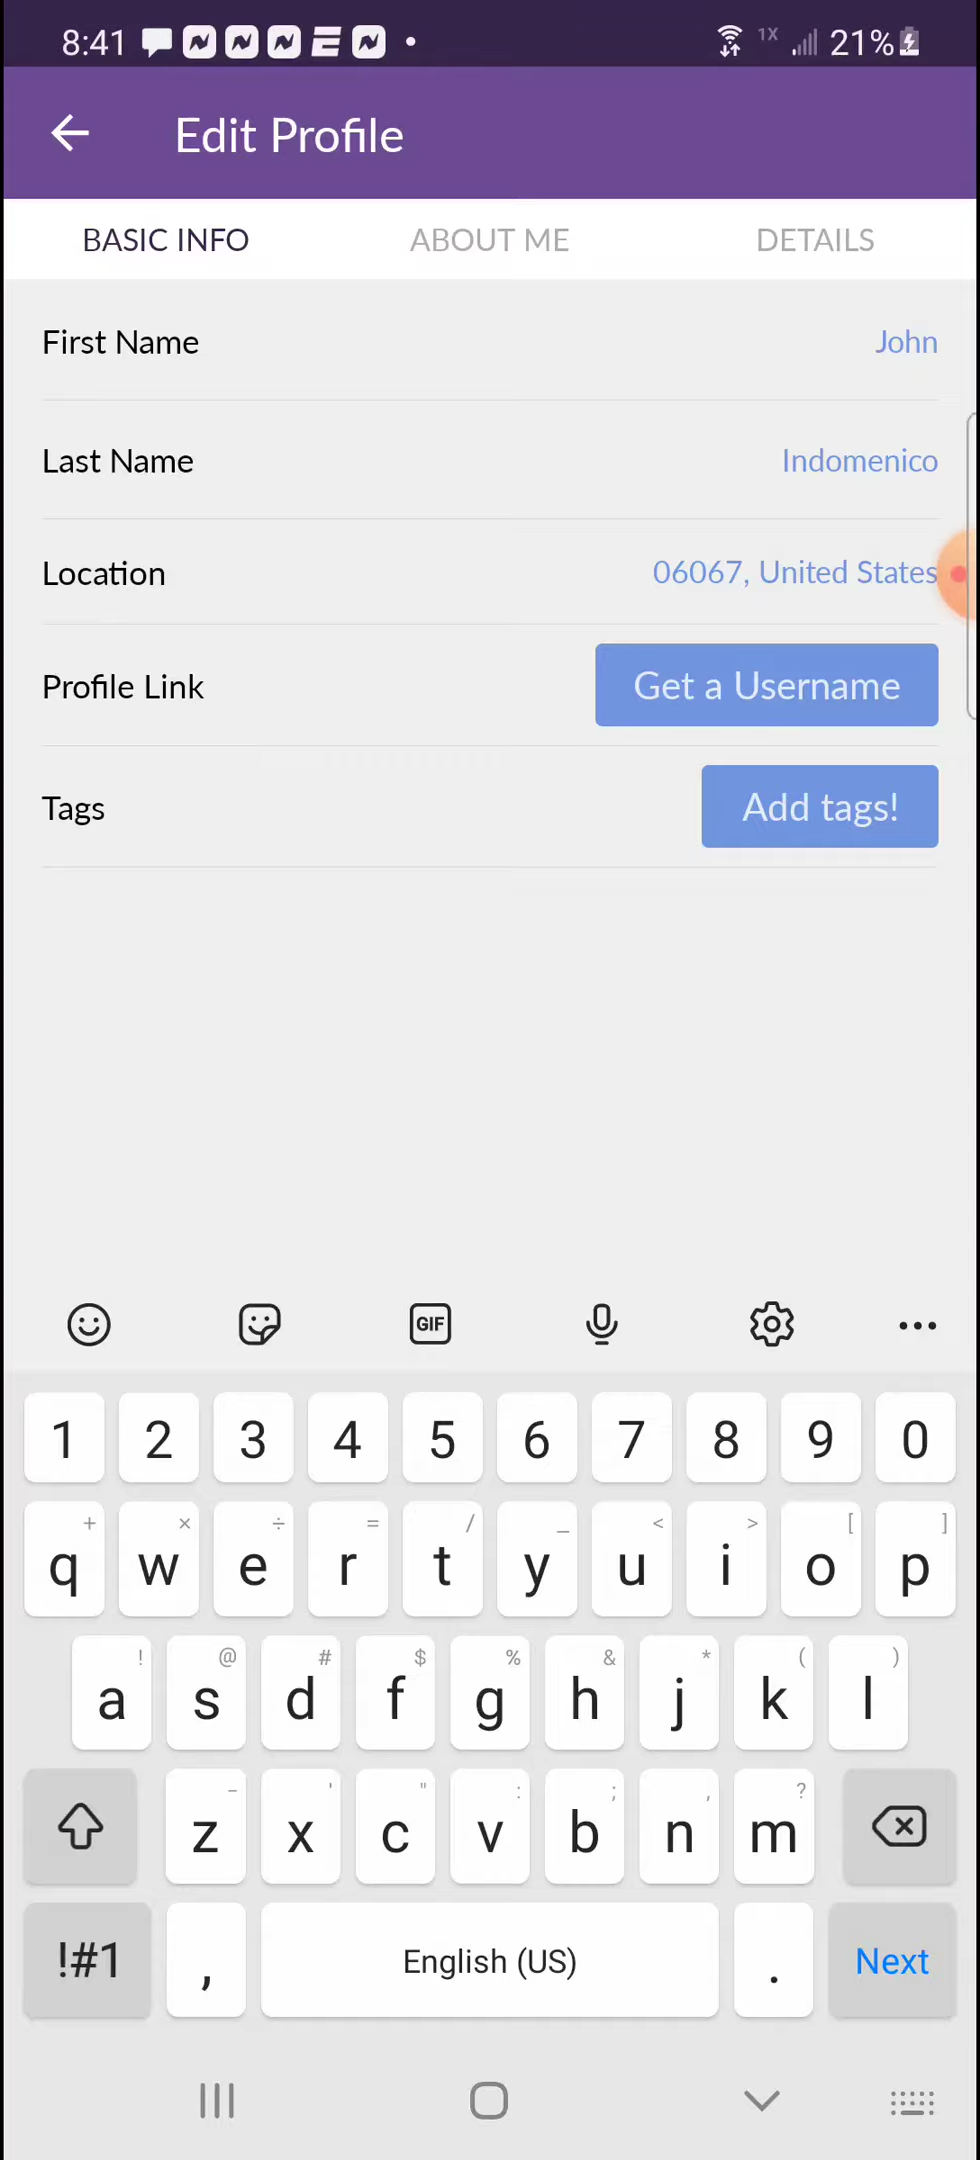 8:41 1X 21%
Edit Profile
BASIC INFO ABOUT ME DETAILS
First Name John
Last Name Indomenico
Location 06067, United States
Profile Link Get a Username
Tags Add tags!
GIF
1 2 3 4 5 6 7 8 9 0
+ × ÷ = / _ < > [ ]
q w e r t y u i o p
! @ # $ % & * ( )
a s d f g h j k l
- ' " : ; , ?
z x c v b n m
!#1 , English (US) . Next